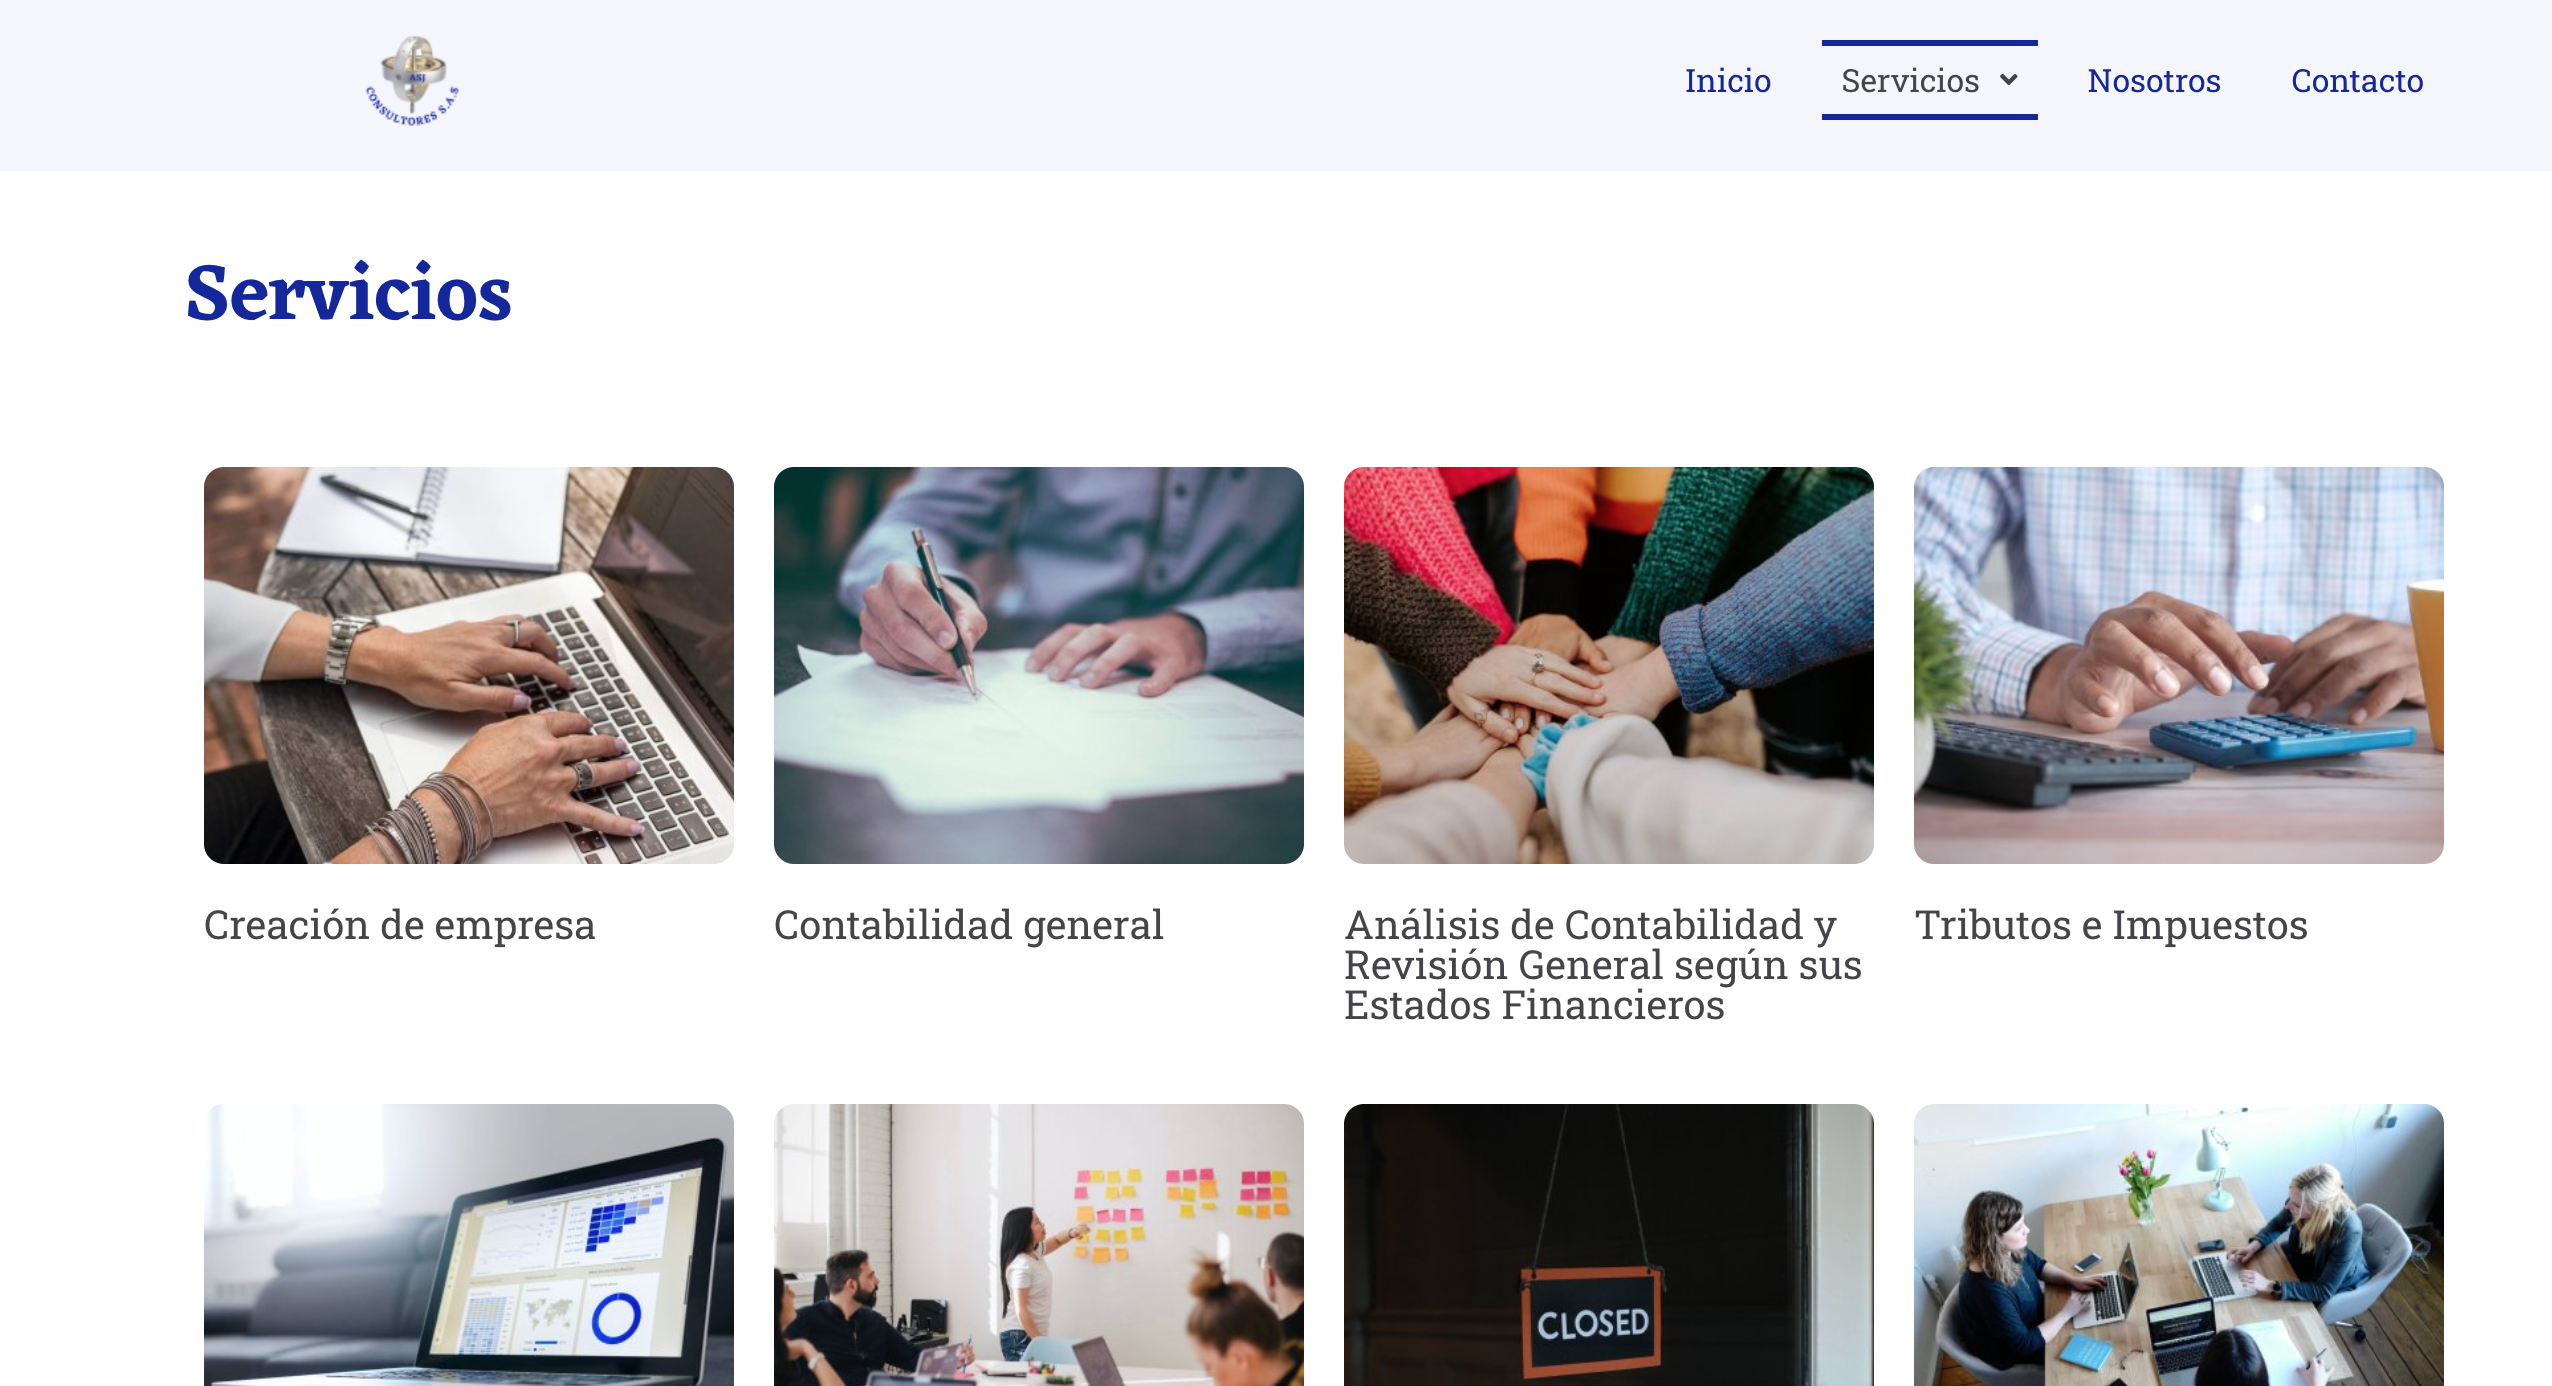 ASJ
CONSULTORES S.A.S
Inicio
Servicios
Nosotros
Contacto
Servicios
Creación de empresa
Contabilidad general
Análisis de Contabilidad y
Revisión General según sus
Estados Financieros
Tributos e Impuestos
CLOSED